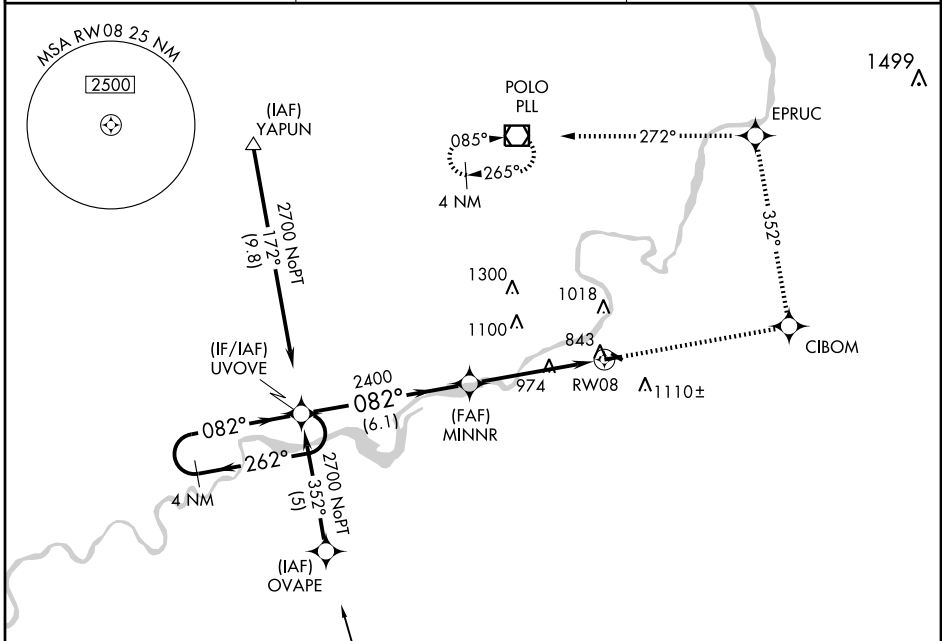 MSA RW08 25 NM
2500
1499
(IAF)
YAPUN
POLO
PLL
EPRUC
085°
272°
265°
4 NM
2700 NoPT
172°
(9.8)
352°
1300
1018
1100
843
(IF/IAF)
UVOVE
CIBOM
2400
082°
(6.1)
974
RW08
1110±
(FAF)
MINNR
082°
262°
4 NM
2700 NoPT
352°
(5)
(IAF)
OVAPE